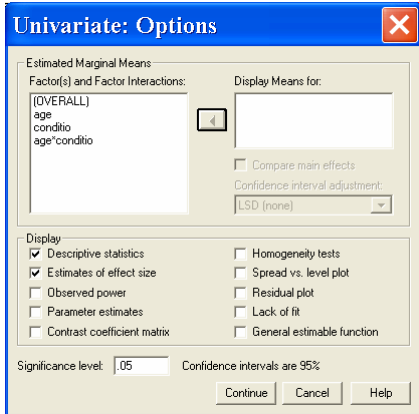 Univariate: Options
Estimated Marginal Means
Factor(s) and Factor Interactions:
(OVERALL)
age
conditio
age*conditio
Display Means for:
Compare main effects
Confidence interval adjustment:
LSD (none)
Display
Descriptive statistics
Estimates of effect size
Observed power
Parameter estimates
Contrast coefficient matrix
Homogeneity tests
Spread vs. level plot
Residual plot
Lack of fit
General estimable function
Significance level: .05 Confidence intervals are 95%
Continue Cancel Help